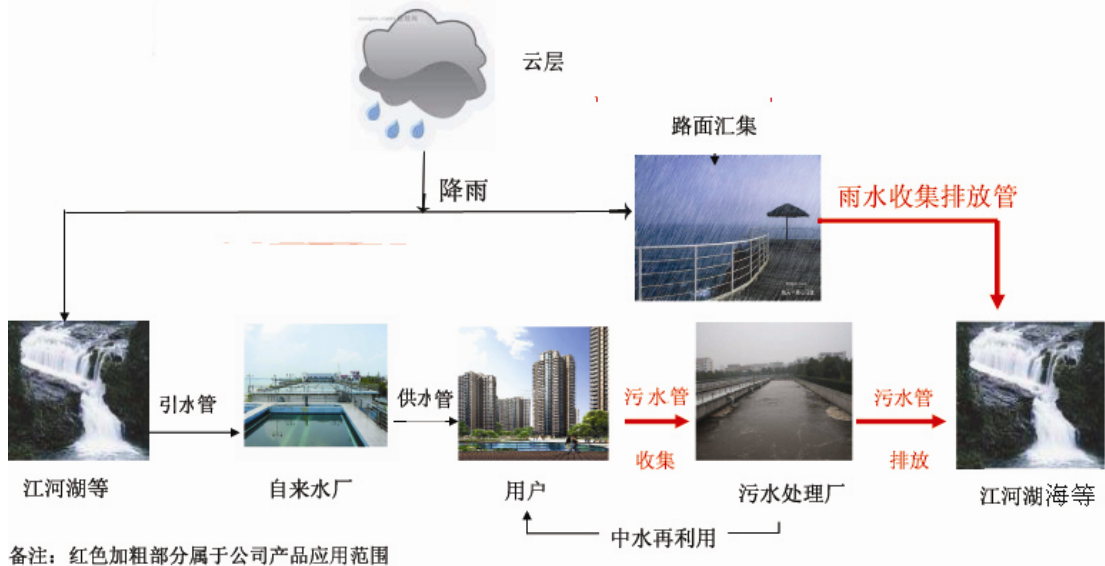 云层
路面汇集
降雨
雨水收集排放管
引水管
供水管
污水管
收集
污水管
排放
江河湖等
自来水厂
用户
污水处理厂
江河湖海等
中水再利用
备注：红色加粗部分属于公司产品应用范围